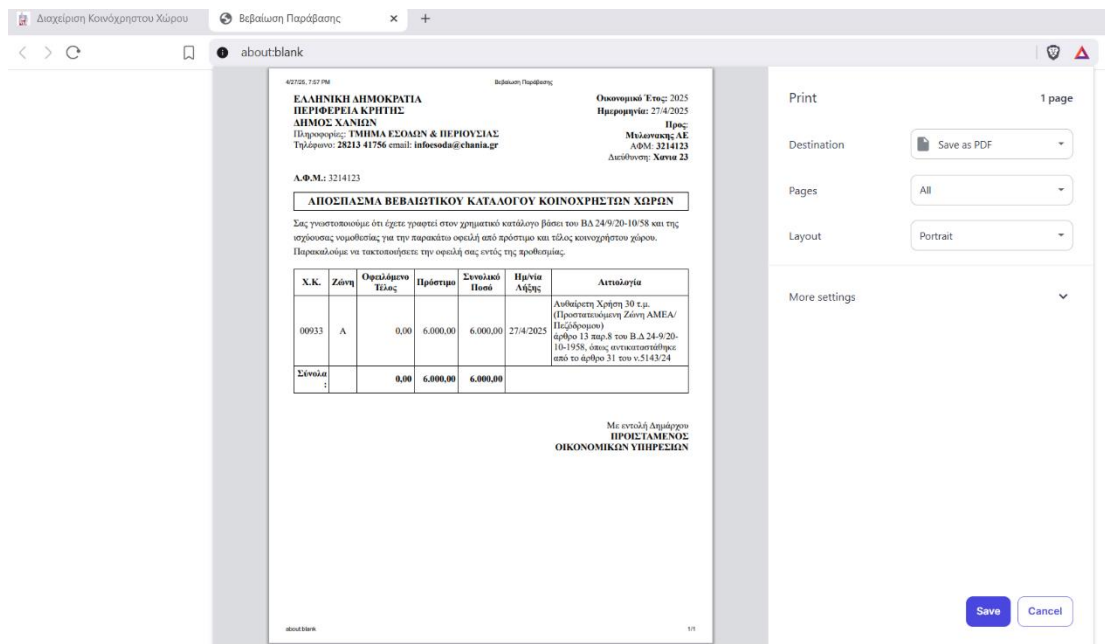 Διαχείριση Κοινόχρηστου Χώρου
Βεβαίωση Παράβασης
about:blank
4/27/25, 7:57 PM
Βεβαίωση Παράβασης
ΕΛΛΗΝΙΚΗ ΔΗΜΟΚΡΑΤΙΑ
ΠΕΡΙΦΕΡΕΙΑ ΚΡΗΤΗΣ
ΔΗΜΟΣ ΧΑΝΙΩΝ
Πληροφορίες: ΤΜΗΜΑ ΕΣΟΔΩΝ & ΠΕΡΙΟΥΣΙΑΣ
Τηλέφωνο: 28213 41756 email: infoesoda@chania.gr
Οικονομικό Έτος: 2025
Ημερομηνία: 27/4/2025
Προς:
Μυλωνακης ΑΕ
ΑΦΜ: 3214123
Διεύθυνση: Χανια 23
Α.Φ.Μ.: 3214123
ΑΠΟΣΠΑΣΜΑ ΒΕΒΑΙΩΤΙΚΟΥ ΚΑΤΑΛΟΓΟΥ ΚΟΙΝΟΧΡΗΣΤΩΝ ΧΩΡΩΝ
Σας γνωστοποιούμε ότι έχετε γραφτεί στον χρηματικό κατάλογο βάσει του ΒΔ 24/9/20-10/58 και της
ισχύουσας νομοθεσίας για την παρακάτω οφειλή από πρόστιμο και τέλος κοινοχρήστου χώρου.
Παρακαλούμε να τακτοποιήσετε την οφειλή σας εντός της προθεσμίας.
Χ.Κ. Ζώνη Οφειλόμενο Τέλος Πρόστιμο Συνολικό Ποσό Ημ/νία Λήξης Αιτιολογία
00933 Α 0,00 6.000,00 6.000,00 27/4/2025
Αυθαίρετη Χρήση 30 τ.μ.
(Προστατευόμενη Ζώνη ΑΜΕΑ/
Πεζόδρομου)
άρθρο 13 παρ.8 του Β.Δ 24-9/20-
10-1958, όπως αντικαταστάθηκε
από το άρθρο 31 του ν.5143/24
Σύνολα
:
0,00 6.000,00 6.000,00
Με εντολή Δημάρχου
ΠΡΟΙΣΤΑΜΕΝΟΣ
ΟΙΚΟΝΟΜΙΚΩΝ ΥΠΗΡΕΣΙΩΝ
about:blank
1/1
Print
1 page
Destination
Save as PDF
Pages
All
Layout
Portrait
More settings
Save
Cancel